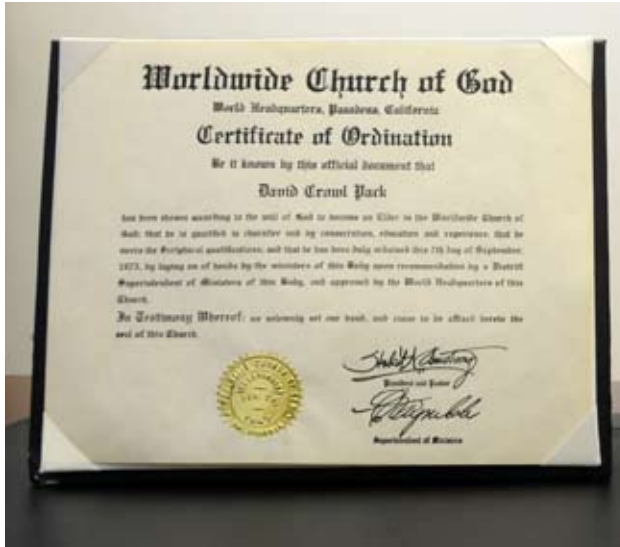 Worldwide Church of God
World Headquarters, Pasadena, California
Certificate of Ordination
Be it known by this official document that
David Crowl Pack
has been chosen according to the will of God to become an Elder in the Worldwide Church of
God; that he is qualified in character and by consecration, education and experience; that he
meets the Scriptural qualifications; and that he has been duly ordained this 7th day of September,
1973, by laying on of hands by the ministers of this Body upon recommendation by a District
Superintendent of Ministers of this Body, and approved by the World Headquarters of this
Church.
In Testimony Whereof: we solemnly set our hand, and cause to be affixed hereto the
seal of this Church.
President and Pastor
Superintendent of Ministers